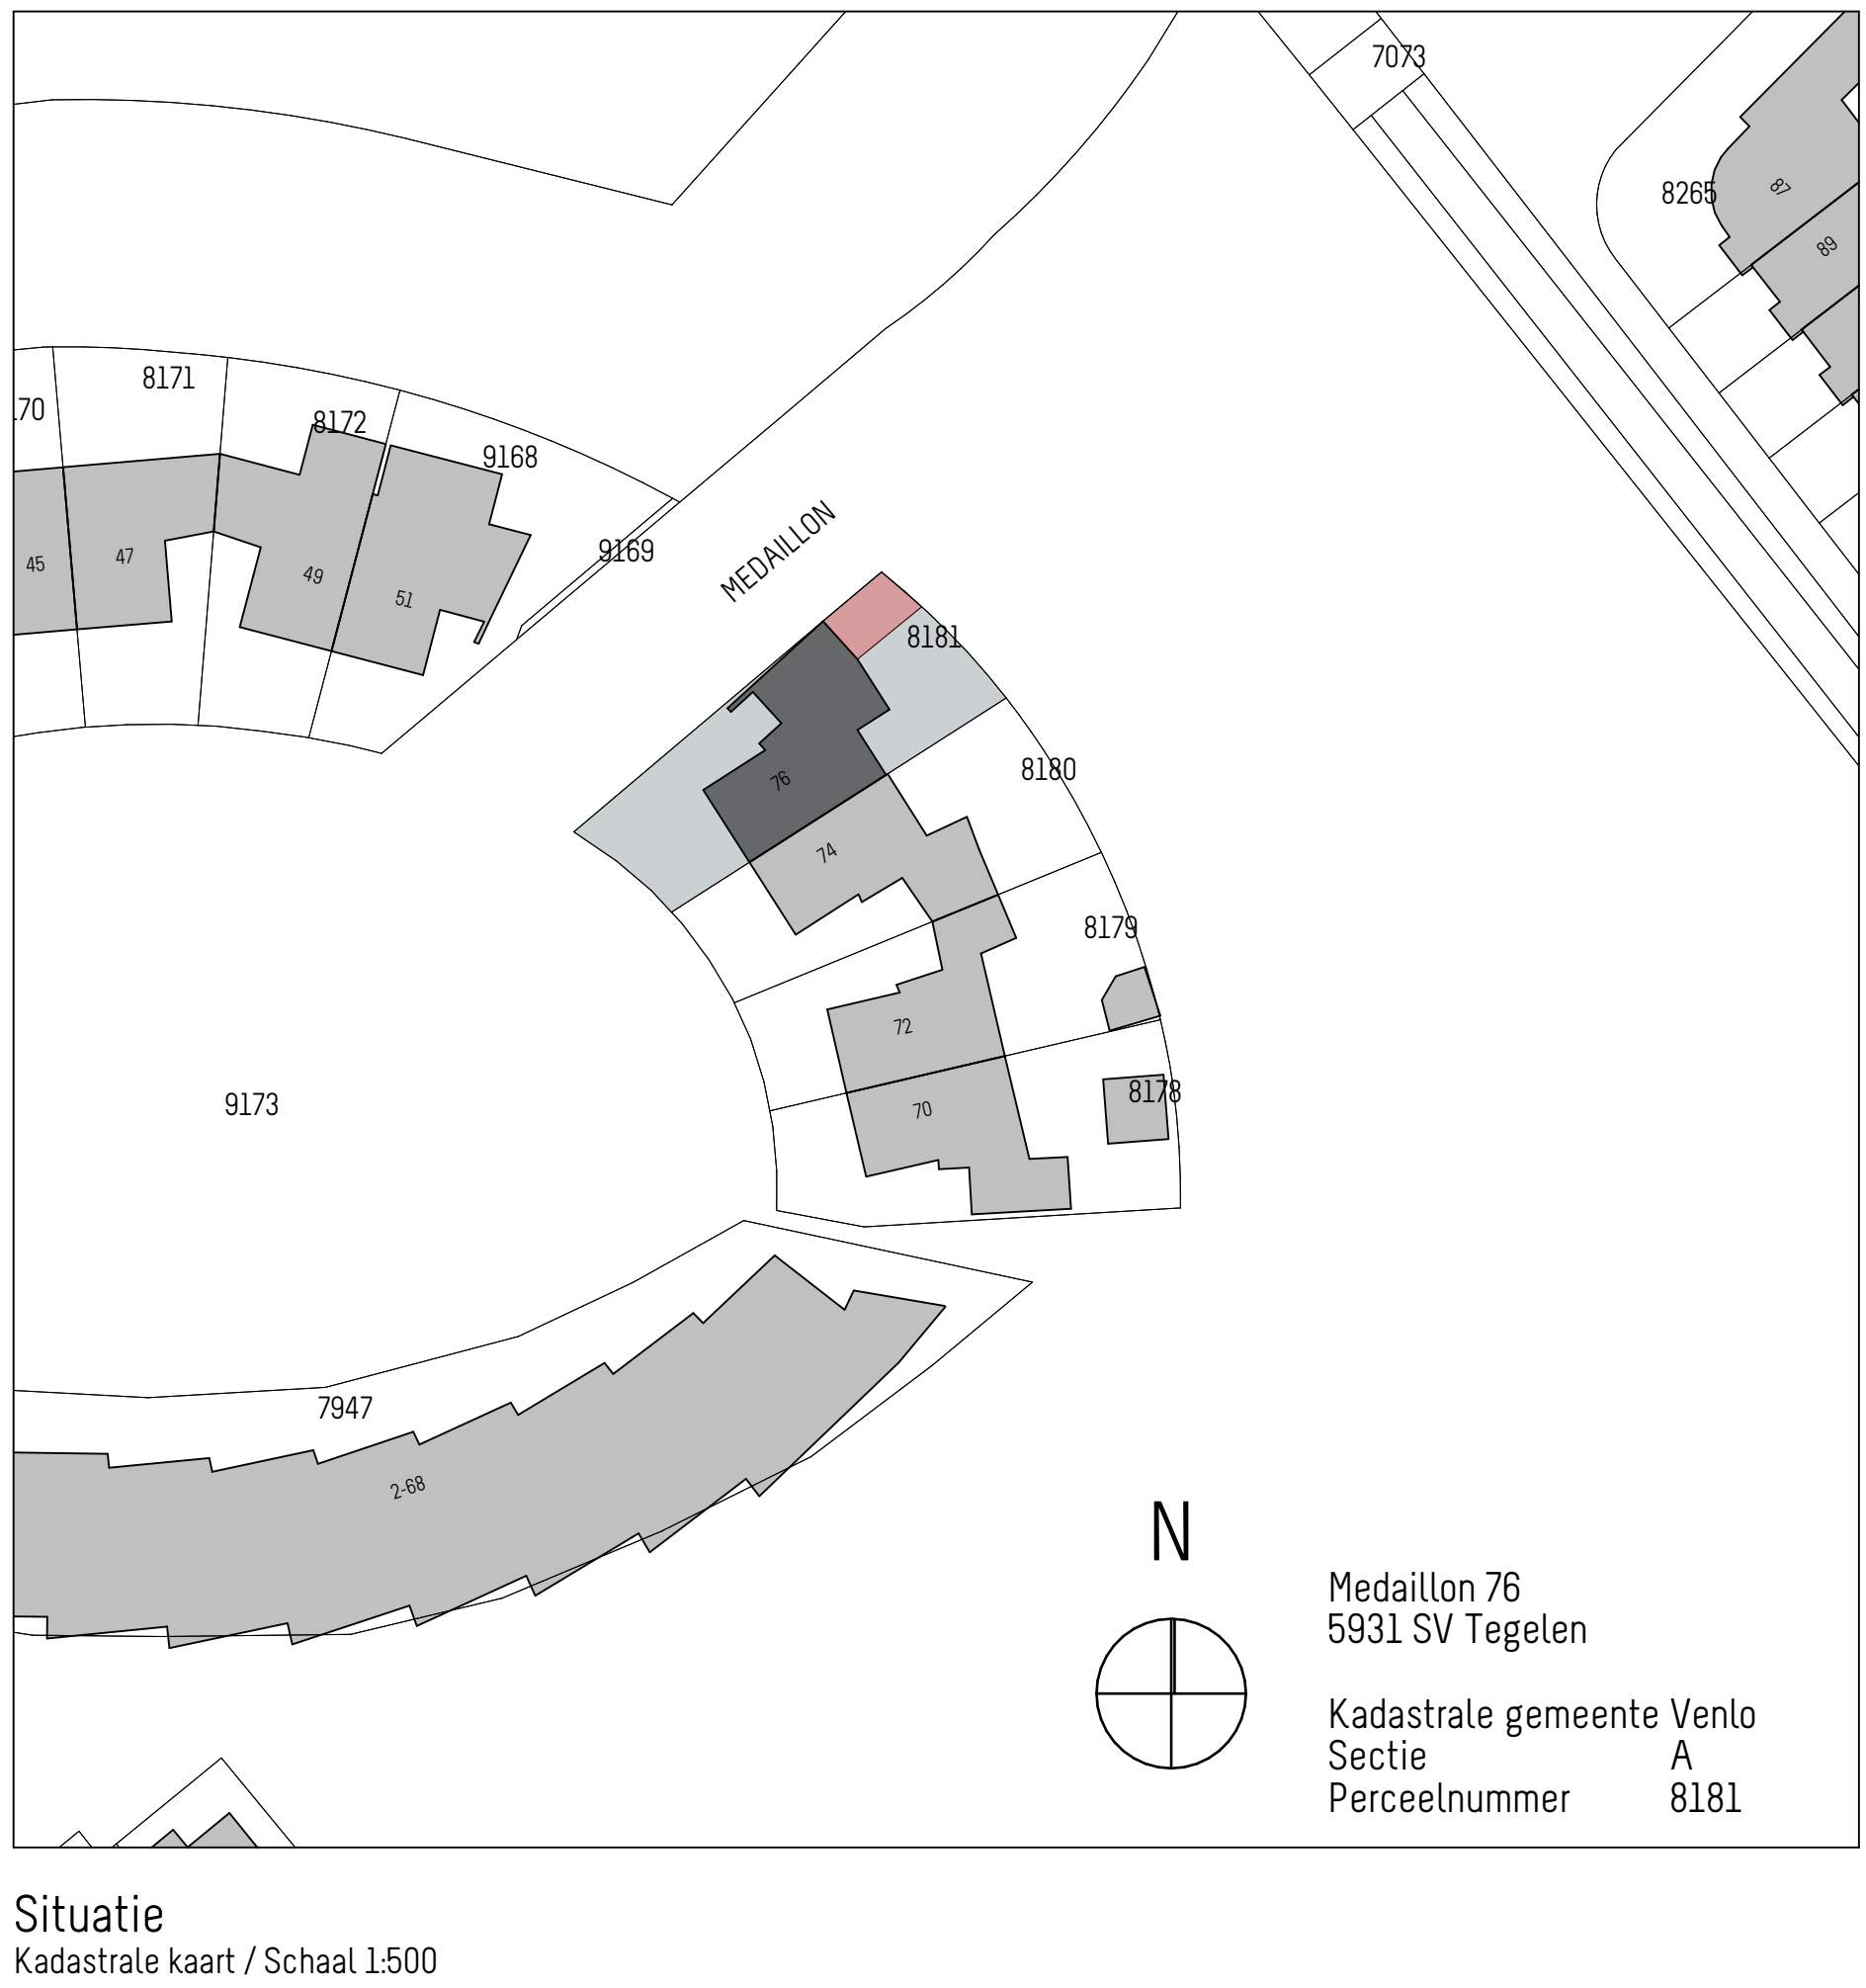 7073
8265
87
89
8171
.70
8172
9168
45
47
49
51
9169
MEDAILLON
8181
76
8180
74
8179
72
9173
70
8178
7947
2-68
N
Medaillon 76
5931 SV Tegelen
Kadastrale gemeente Venlo
Sectie A
Perceelnummer 8181
Situatie
Kadastrale kaart / Schaal 1:500